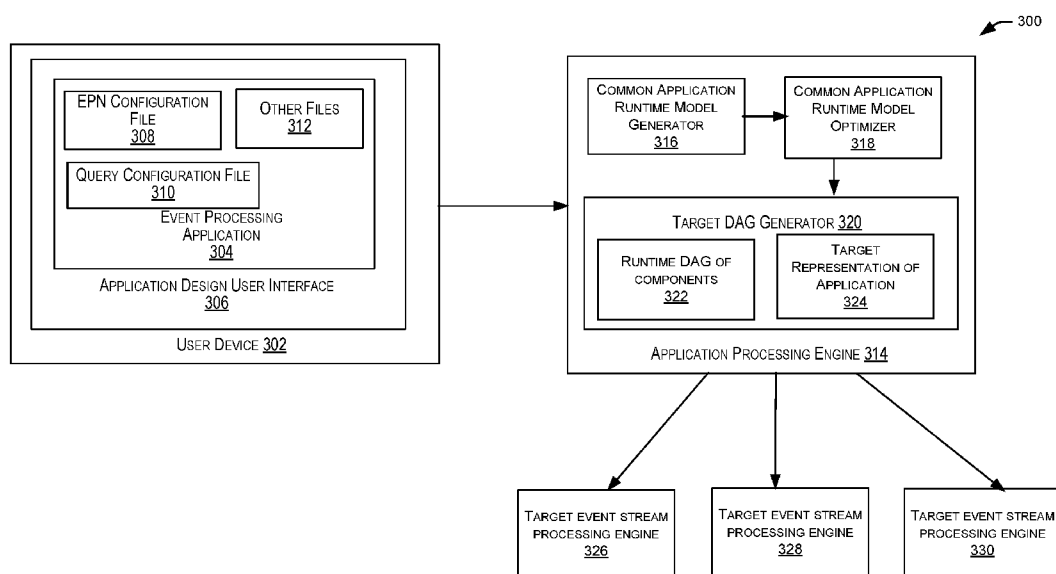 300
EPN CONFIGURATION
FILE
308
OTHER FILES
312
QUERY CONFIGURATION FILE
310
EVENT PROCESSING
APPLICATION
304
APPLICATION DESIGN USER INTERFACE
306
USER DEVICE 302
COMMON APPLICATION
RUNTIME MODEL
GENERATOR
316
COMMON APPLICATION
RUNTIME MODEL
OPTIMIZER
318
TARGET DAG GENERATOR 320
RUNTIME DAG OF
COMPONENTS
322
TARGET
REPRESENTATION OF
APPLICATION
324
APPLICATION PROCESSING ENGINE 314
TARGET EVENT STREAM
PROCESSING ENGINE
326
TARGET EVENT STREAM
PROCESSING ENGINE
328
TARGET EVENT STREAM
PROCESSING ENGINE
330